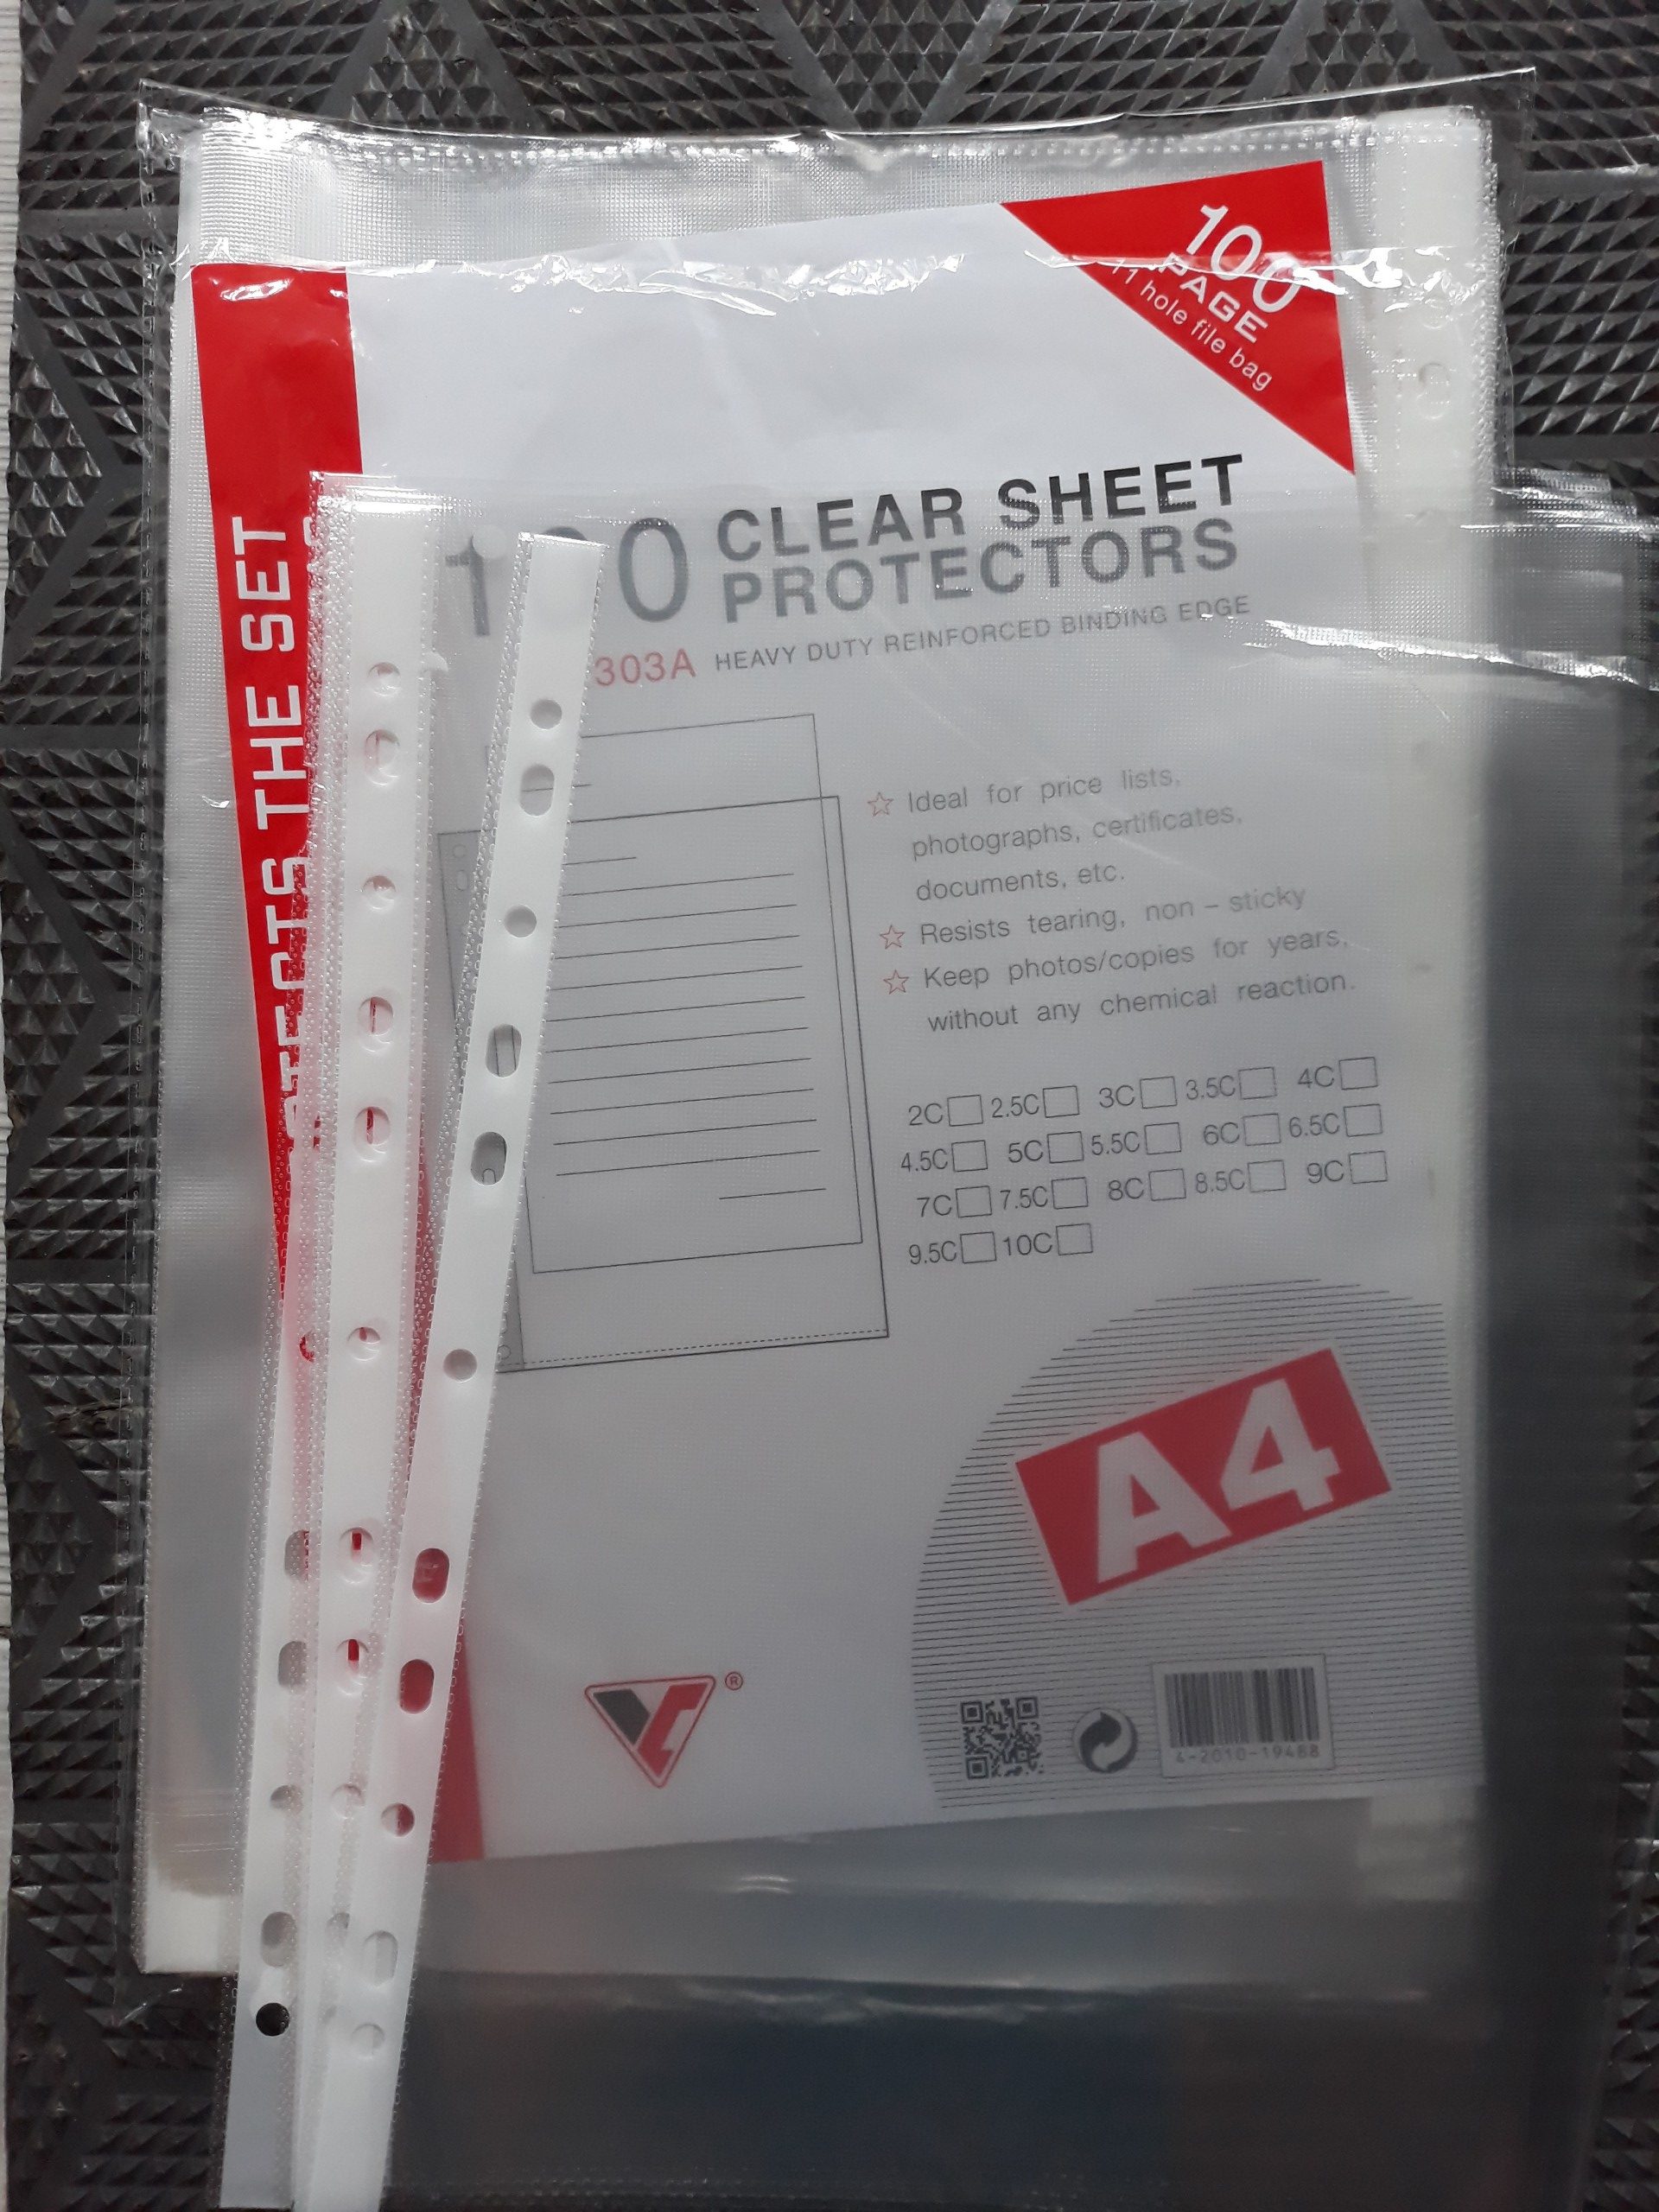 100
PAGE
11 hole file bag
THE SET
CLEAR SHEET
PROTECTORS
303A HEAVY DUTY REINFORCED BINDING EDGE
☆ Ideal for price lists,
photographs, certificates,
documents, etc.
☆ Resists tearing, non – sticky
☆ Keep photos/copies for years,
without any chemical reaction.
2C 2.5C 3C 3.5C 4C
4.5C 5C 5.5C 6C 6.5C
7C 7.5C 8C 8.5C 9C
9.5C 10C
A4
®
4-2010-19488